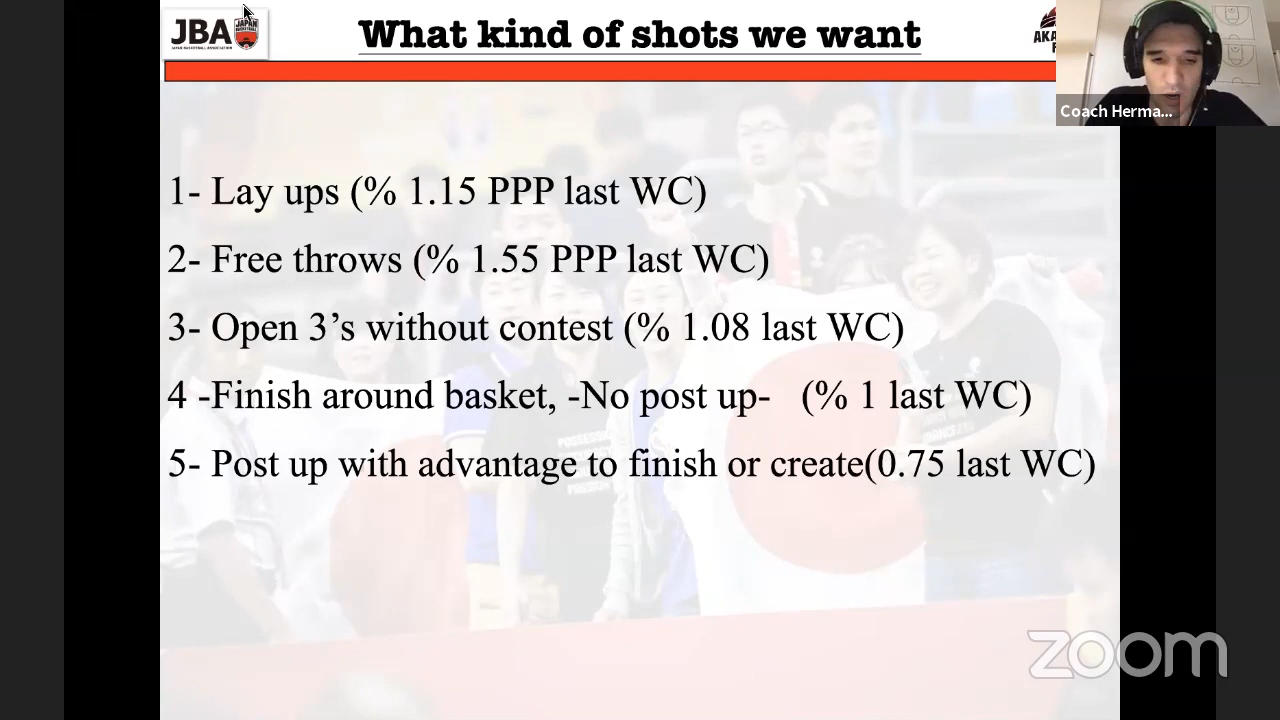 JBA
JAPAN BASKETBALL ASSOCIATION
What kind of shots we want
Coach Herma...
1- Lay ups (% 1.15 PPP last WC)
2- Free throws (% 1.55 PPP last WC)
3- Open 3’s without contest (% 1.08 last WC)
4 -Finish around basket, -No post up- (% 1 last WC)
5- Post up with advantage to finish or create(0.75 last WC)
zoom